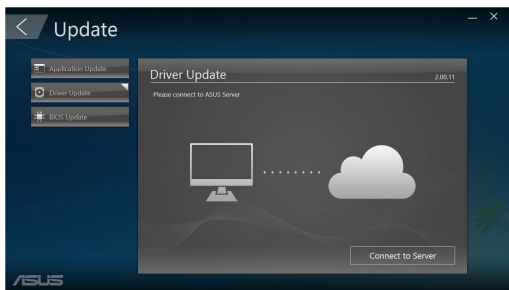 Update
Application Update
Driver Update
BIOS Update
Driver Update
2.00.11
Please connect to ASUS Server
Connect to Server
ASUS